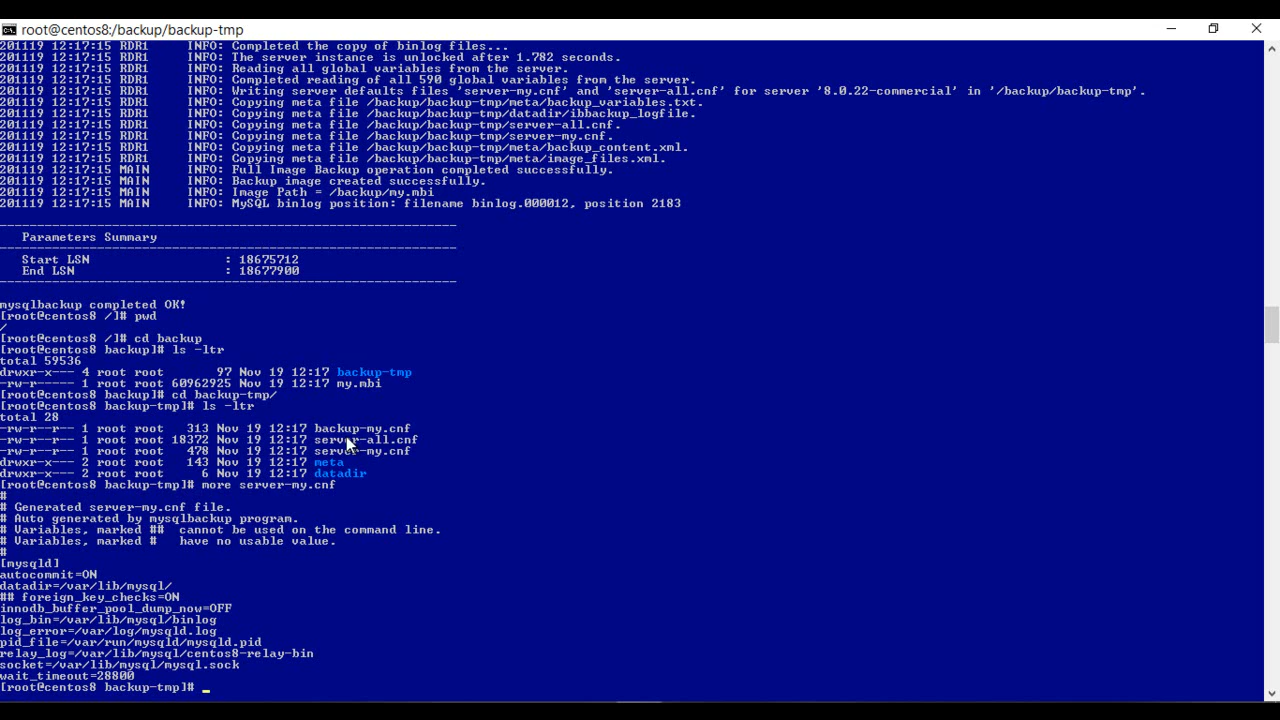 root@centos8:/backup/backup-tmp
201119 12:17:15 RDR1     INFO: Completed the copy of binlog files...
201119 12:17:15 RDR1     INFO: The server instance is unlocked after 1.782 seconds.
201119 12:17:15 RDR1     INFO: Reading all global variables from the server.
201119 12:17:15 RDR1     INFO: Completed reading of all 590 global variables from the server.
201119 12:17:15 RDR1     INFO: Writing server defaults files 'server-my.cnf' and 'server-all.cnf' for server '8.0.22-commercial' in '/backup/backup-tmp'.
201119 12:17:15 RDR1     INFO: Copying meta file /backup/backup-tmp/meta/backup_variables.txt.
201119 12:17:15 RDR1     INFO: Copying meta file /backup/backup-tmp/datadir/ibbackup_logfile.
201119 12:17:15 RDR1     INFO: Copying meta file /backup/backup-tmp/server-all.cnf.
201119 12:17:15 RDR1     INFO: Copying meta file /backup/backup-tmp/server-my.cnf.
201119 12:17:15 RDR1     INFO: Copying meta file /backup/backup-tmp/meta/backup_content.xml.
201119 12:17:15 RDR1     INFO: Copying meta file /backup/backup-tmp/meta/image_files.xml.
201119 12:17:15 MAIN     INFO: Full Image Backup operation completed successfully.
201119 12:17:15 MAIN     INFO: Backup image created successfully.
201119 12:17:15 MAIN     INFO: Image Path = /backup/my.mbi
201119 12:17:15 MAIN     INFO: MySQL binlog position: filename binlog.000012, position 2183
-------------------------------------------------------------
   Parameters Summary
-------------------------------------------------------------
   Start LSN                  : 18675712
   End LSN                    : 18677900
-------------------------------------------------------------
mysqlbackup completed OK!
[root@centos8 /]# pwd
/
[root@centos8 /]# cd backup
[root@centos8 backup]# ls -ltr
total 59536
drwxr-x--- 4 root root       97 Nov 19 12:17 backup-tmp
-rw-r----- 1 root root 60962925 Nov 19 12:17 my.mbi
[root@centos8 backup]# cd backup-tmp/
[root@centos8 backup-tmp]# ls -ltr
total 28
-rw-r--r-- 1 root root   313 Nov 19 12:17 backup-my.cnf
-rw-r--r-- 1 root root 18372 Nov 19 12:17 server-all.cnf
-rw-r--r-- 1 root root   478 Nov 19 12:17 server-my.cnf
drwxr-x--- 2 root root   143 Nov 19 12:17 meta
drwxr-x--- 2 root root     6 Nov 19 12:17 datadir
[root@centos8 backup-tmp]# more server-my.cnf
#
# Generated server-my.cnf file.
# Auto generated by mysqlbackup program.
# Variables, marked ##  cannot be used on the command line.
# Variables, marked #   have no usable value.
#
[mysqld]
autocommit=ON
datadir=/var/lib/mysql/
## foreign_key_checks=ON
innodb_buffer_pool_dump_now=OFF
log_bin=/var/lib/mysql/binlog
log_error=/var/log/mysqld.log
pid_file=/var/run/mysqld/mysqld.pid
relay_log=/var/lib/mysql/centos8-relay-bin
socket=/var/lib/mysql/mysql.sock
wait_timeout=28800
[root@centos8 backup-tmp]#